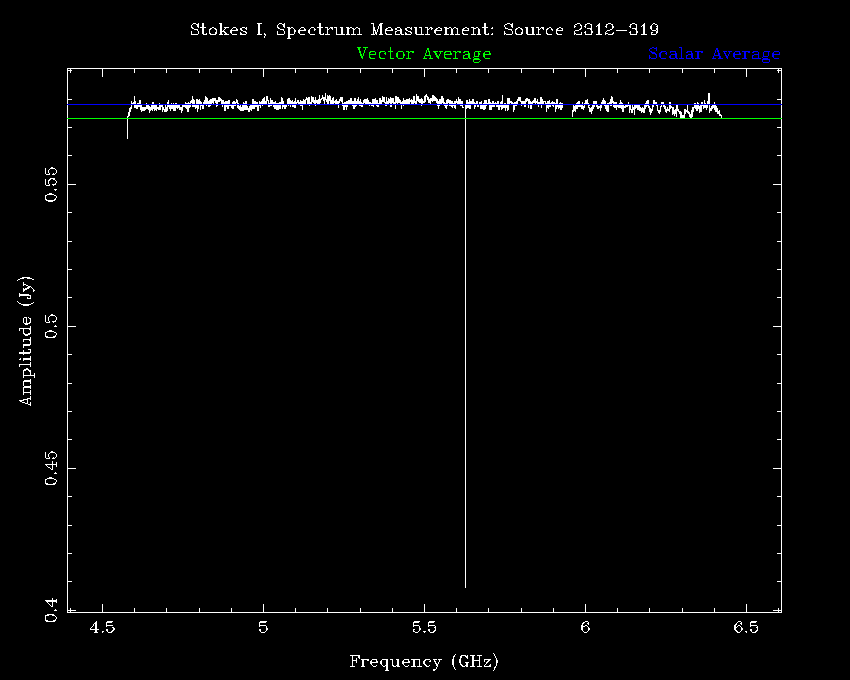 Stokes I, Spectrum Measurement: Source 2312−319
Vector Average
Scalar Average
Amplitude (Jy)
0.55
0.5
0.45
0.4
4.5
5
5.5
6
6.5
Frequency (GHz)